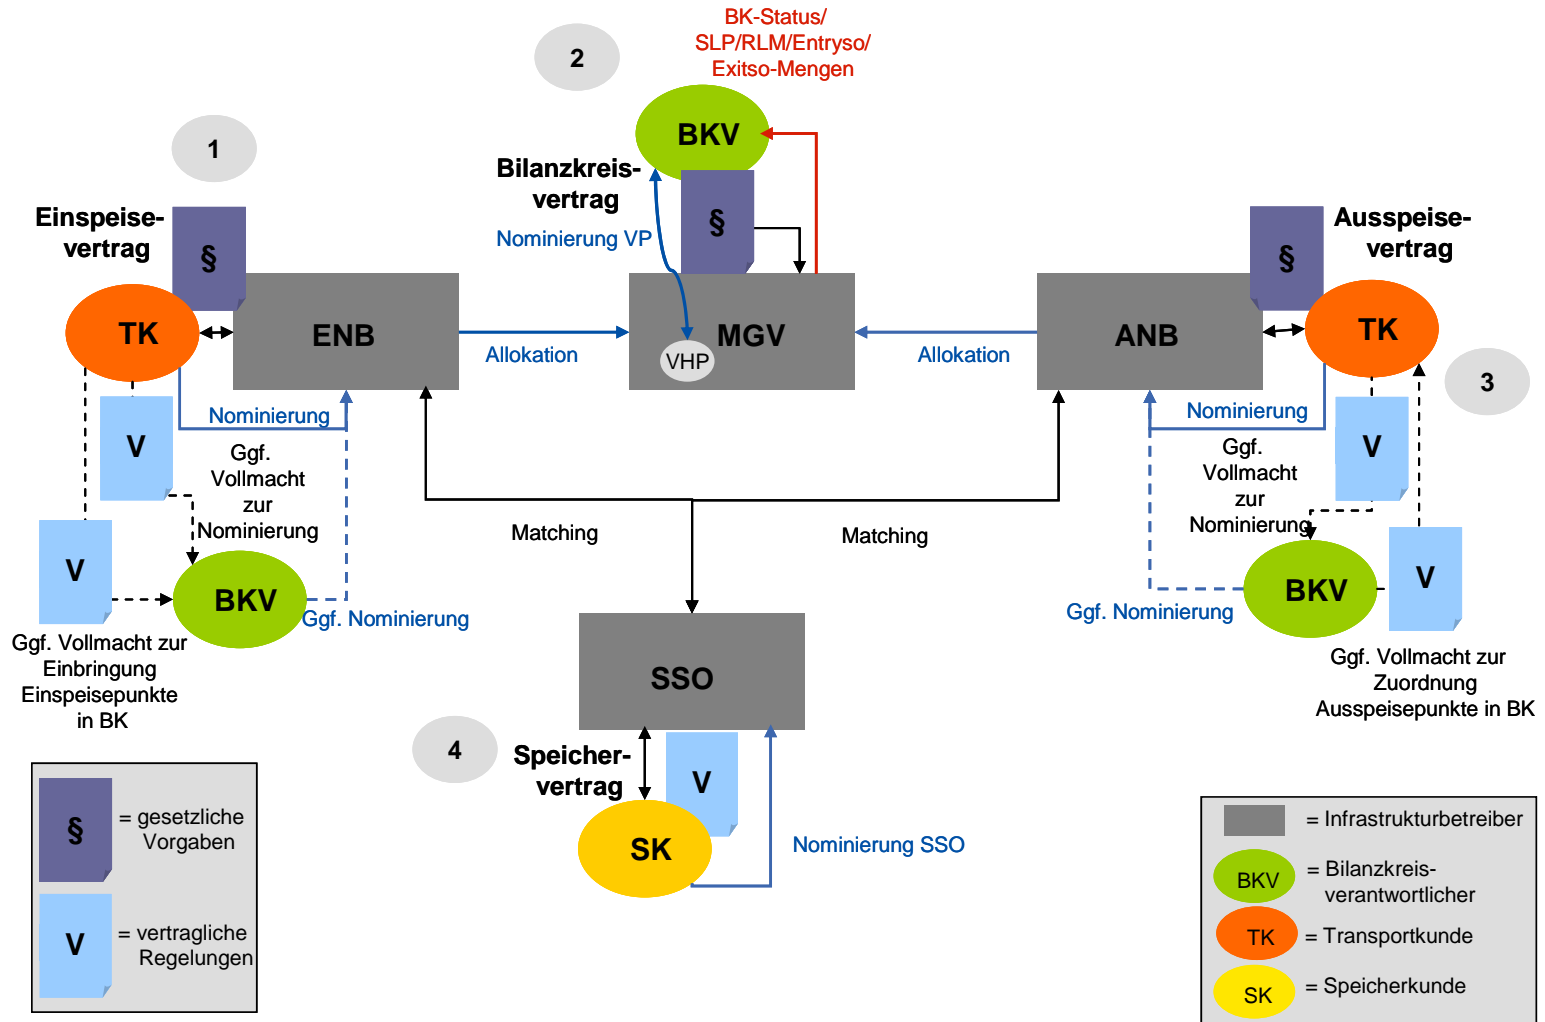 BK-Status/
SLP/RLM/Entryso/
Exitso-Mengen
2
1
BKV
Bilanzkreis-
vertrag
Nominierung VP
§
Einspeise-
vertrag
§
Ausspeise-
vertrag
§
TK
ENB
Allokation
MGV
VHP
Allokation
ANB
TK
3
Nominierung
V
Ggf.
Vollmacht
zur
Nominierung
V
BKV
Ggf. Nominierung
Ggf. Vollmacht zur
Einbringung
Einspeisepunkte
in BK
Matching
Matching
Nominierung
Ggf.
Vollmacht
zur
Nominierung
V
BKV
V
Ggf. Nominierung
Ggf. Vollmacht zur
Zuordnung
Ausspeisepunkte in BK
SSO
4
Speicher-
vertrag
V
SK
Nominierung SSO
§
= gesetzliche
Vorgaben
V
= vertragliche
Regelungen
= Infrastrukturbetreiber
BKV
= Bilanzkreis-
verantwortlicher
TK
= Transportkunde
SK
= Speicherkunde